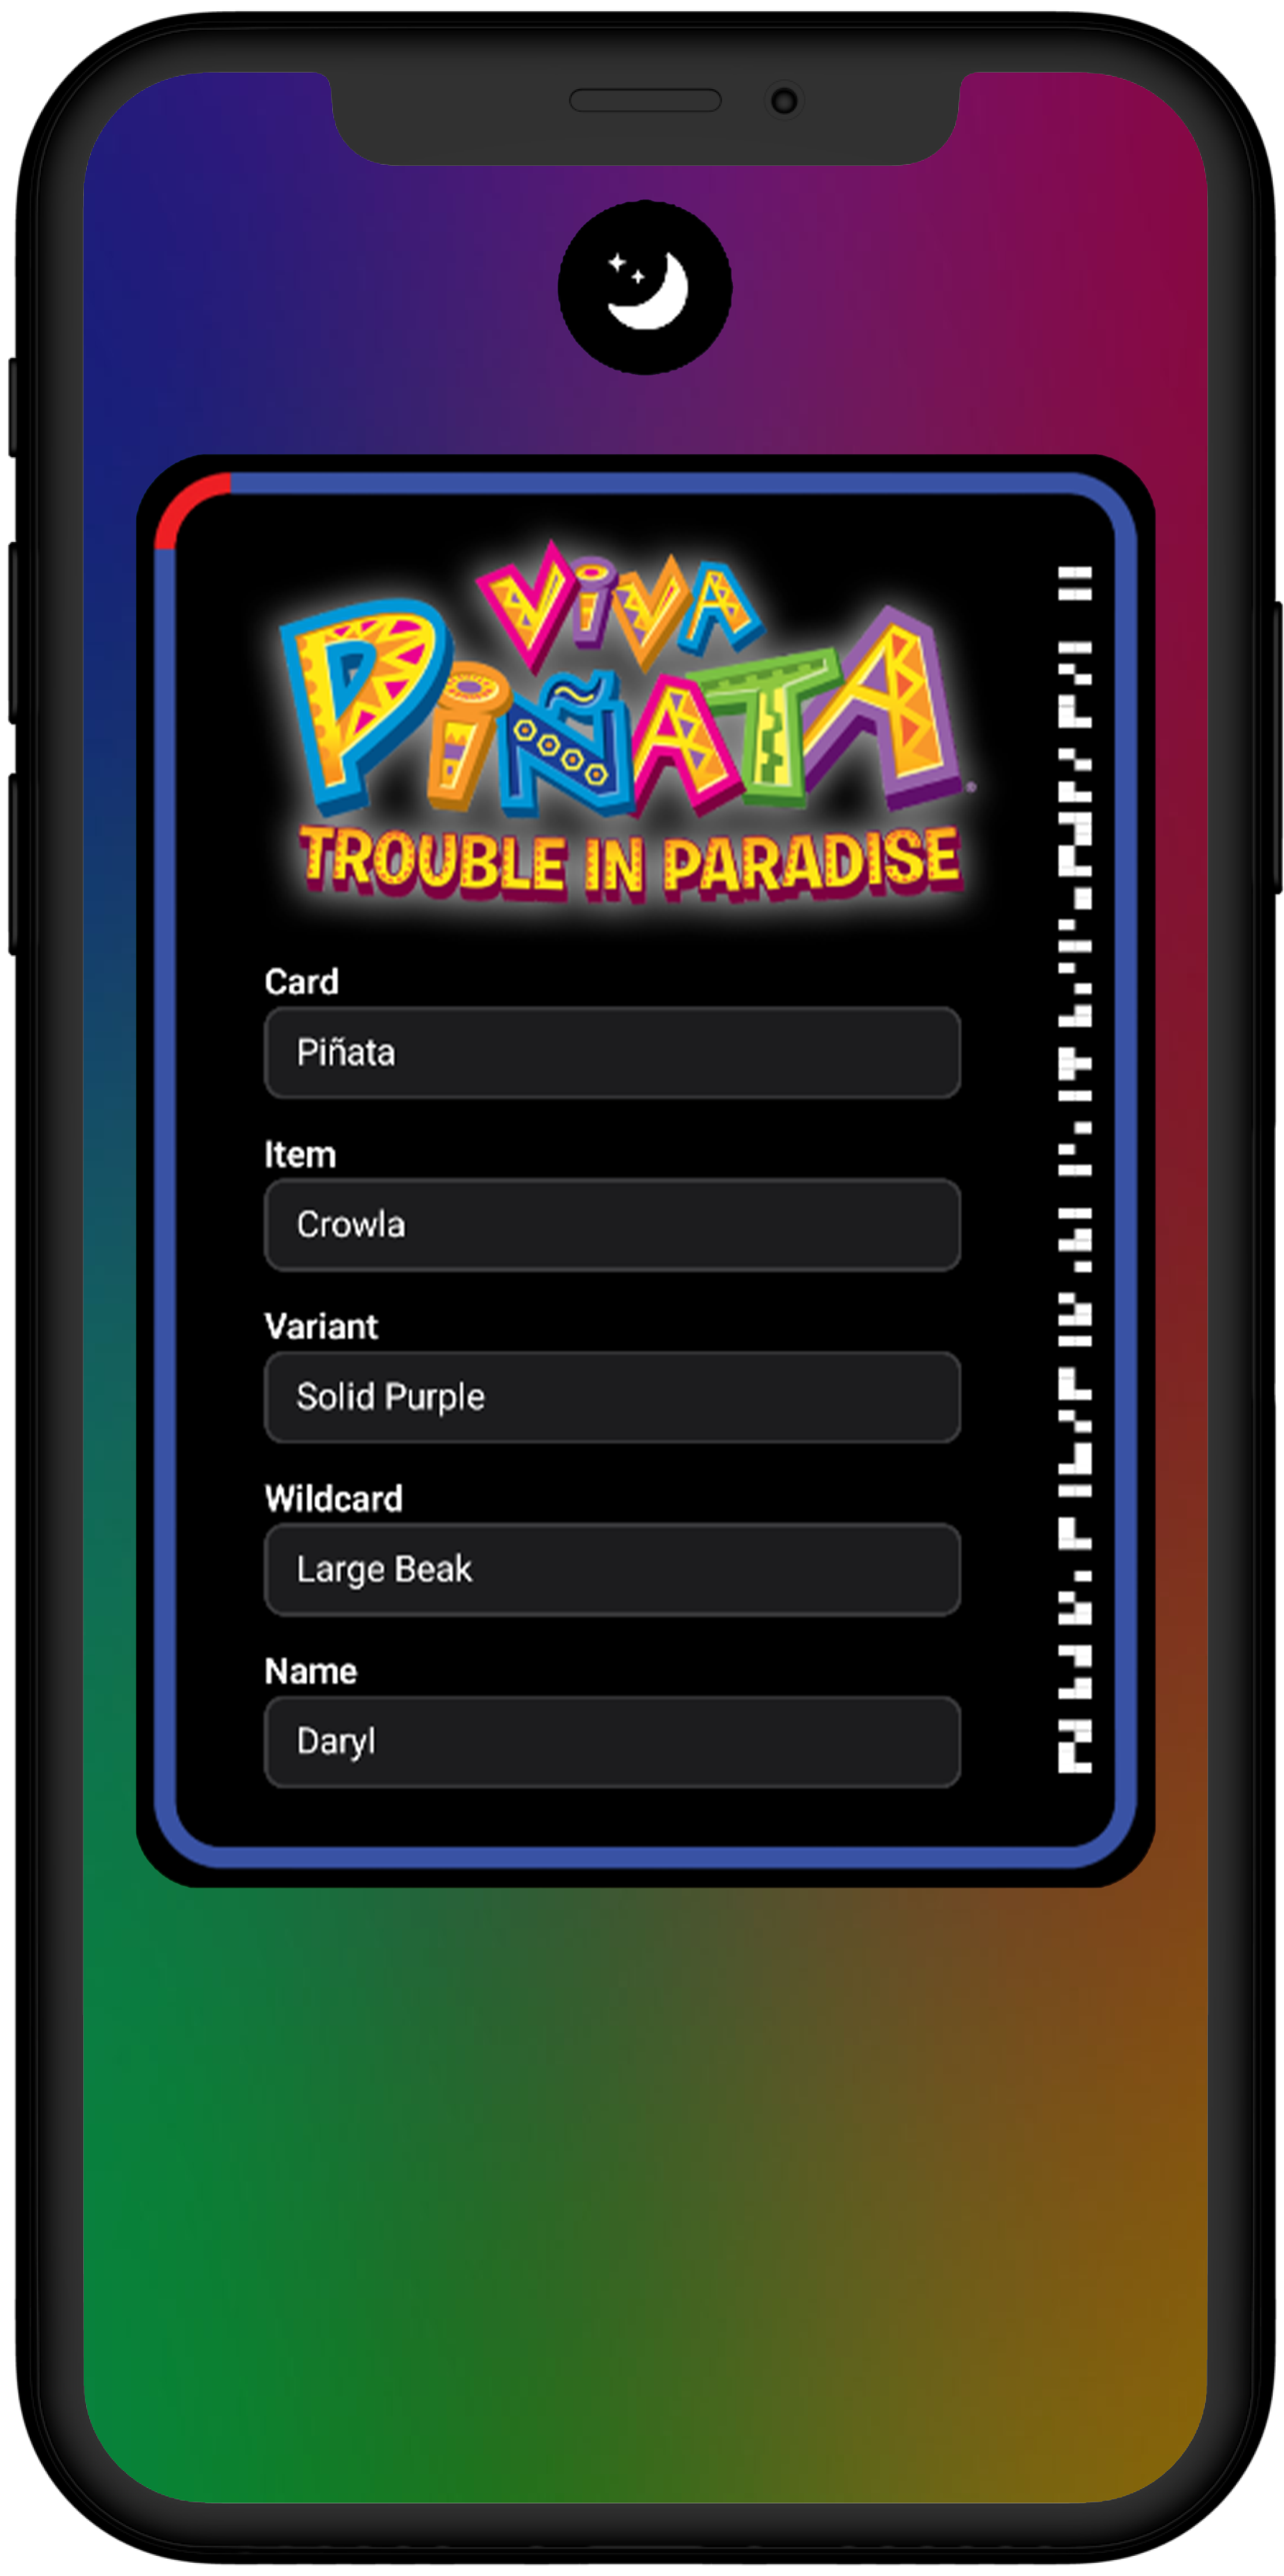 VIVA
PIÑATA
TROUBLE IN PARADISE
Card
Piñata
Item
Crowla
Variant
Solid Purple
Wildcard
Large Beak
Name
Daryl